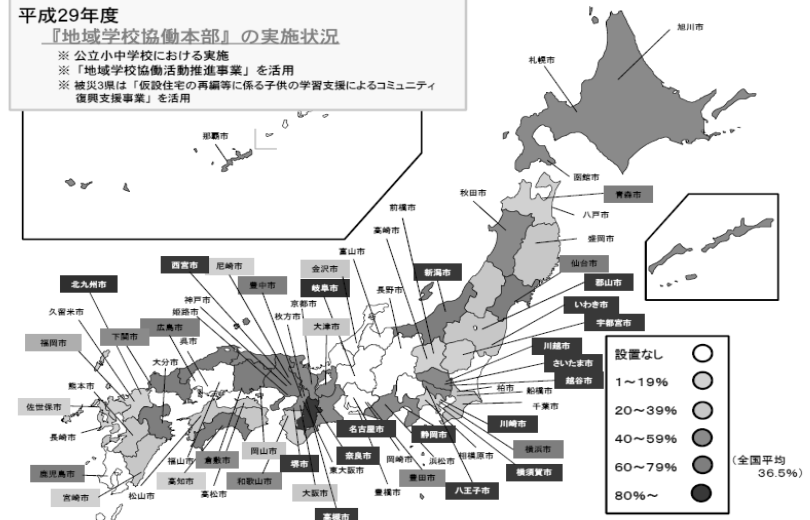 平成29年度
『地域学校協働本部』の実施状況
※ 公立小中学校における実施
※ 「地域学校協働活動推進事業」を活用
※ 被災3県は「仮設住宅の再編等に係る子供の学習支援によるコミュニティ
復興支援事業」を活用
旭川市
札幌市
那覇市
函館市
秋田市
青森市
前橋市
八戸市
高崎市
盛岡市
富山市
仙台市
西宮市
尼崎市
金沢市
新潟市
北九州市
豊中市
岐阜市
長野市
郡山市
神戸市
京都市
いわき市
久留米市
姫路市
枚方市
宇都宮市
下関市
広島市
大津市
福岡市
呉市
川越市
大分市
さいたま市
熊本市
越谷市
柏市
船橋市
佐世保市
千葉市
川崎市
名古屋市
静岡市
長崎市
岡山市
横浜市
奈良市
福山市
倉敷市
堺市
岡崎市
浜松市
相模原市
東大阪市
横須賀市
鹿児島市
高知市
和歌山市
豊田市
宮崎市
松山市
高松市
大阪市
豊橋市
八王子市
高槻市
設置なし
1～19%
20～39%
40～59%
60～79%
80%～
(全国平均
36.5%)